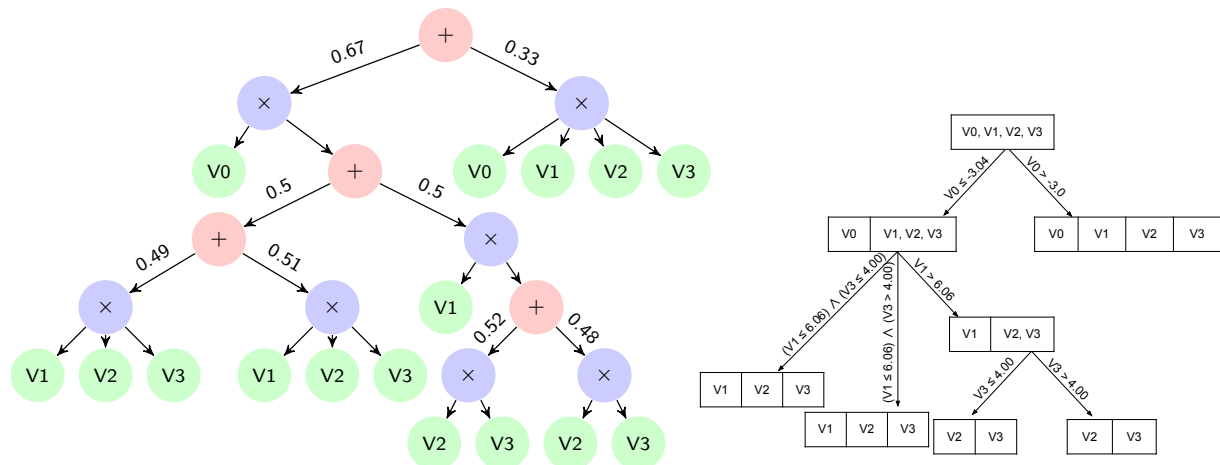 +
0.67
0.33
×
×
V0
+
V0
V1
V2
V3
0.5
0.5
+
×
0.49
0.51
×
×
V1
+
0.52
0.48
V1
V2
V3
V1
V2
V3
×
×
V2
V3
V2
V3
V0, V1, V2, V3
V0 ≤ -3.04
V0 > -3.0
V0
V1, V2, V3
V0
V1
V2
V3
(V1 ≤ 6.06) ∧ (V3 ≤ 4.00)
(V1 ≤ 6.06) ∧ (V3 > 4.00)
V1 > 6.06
V1
V2, V3
V3 ≤ 4.00
V3 > 4.00
V1
V2
V3
V1
V2
V3
V2
V3
V2
V3